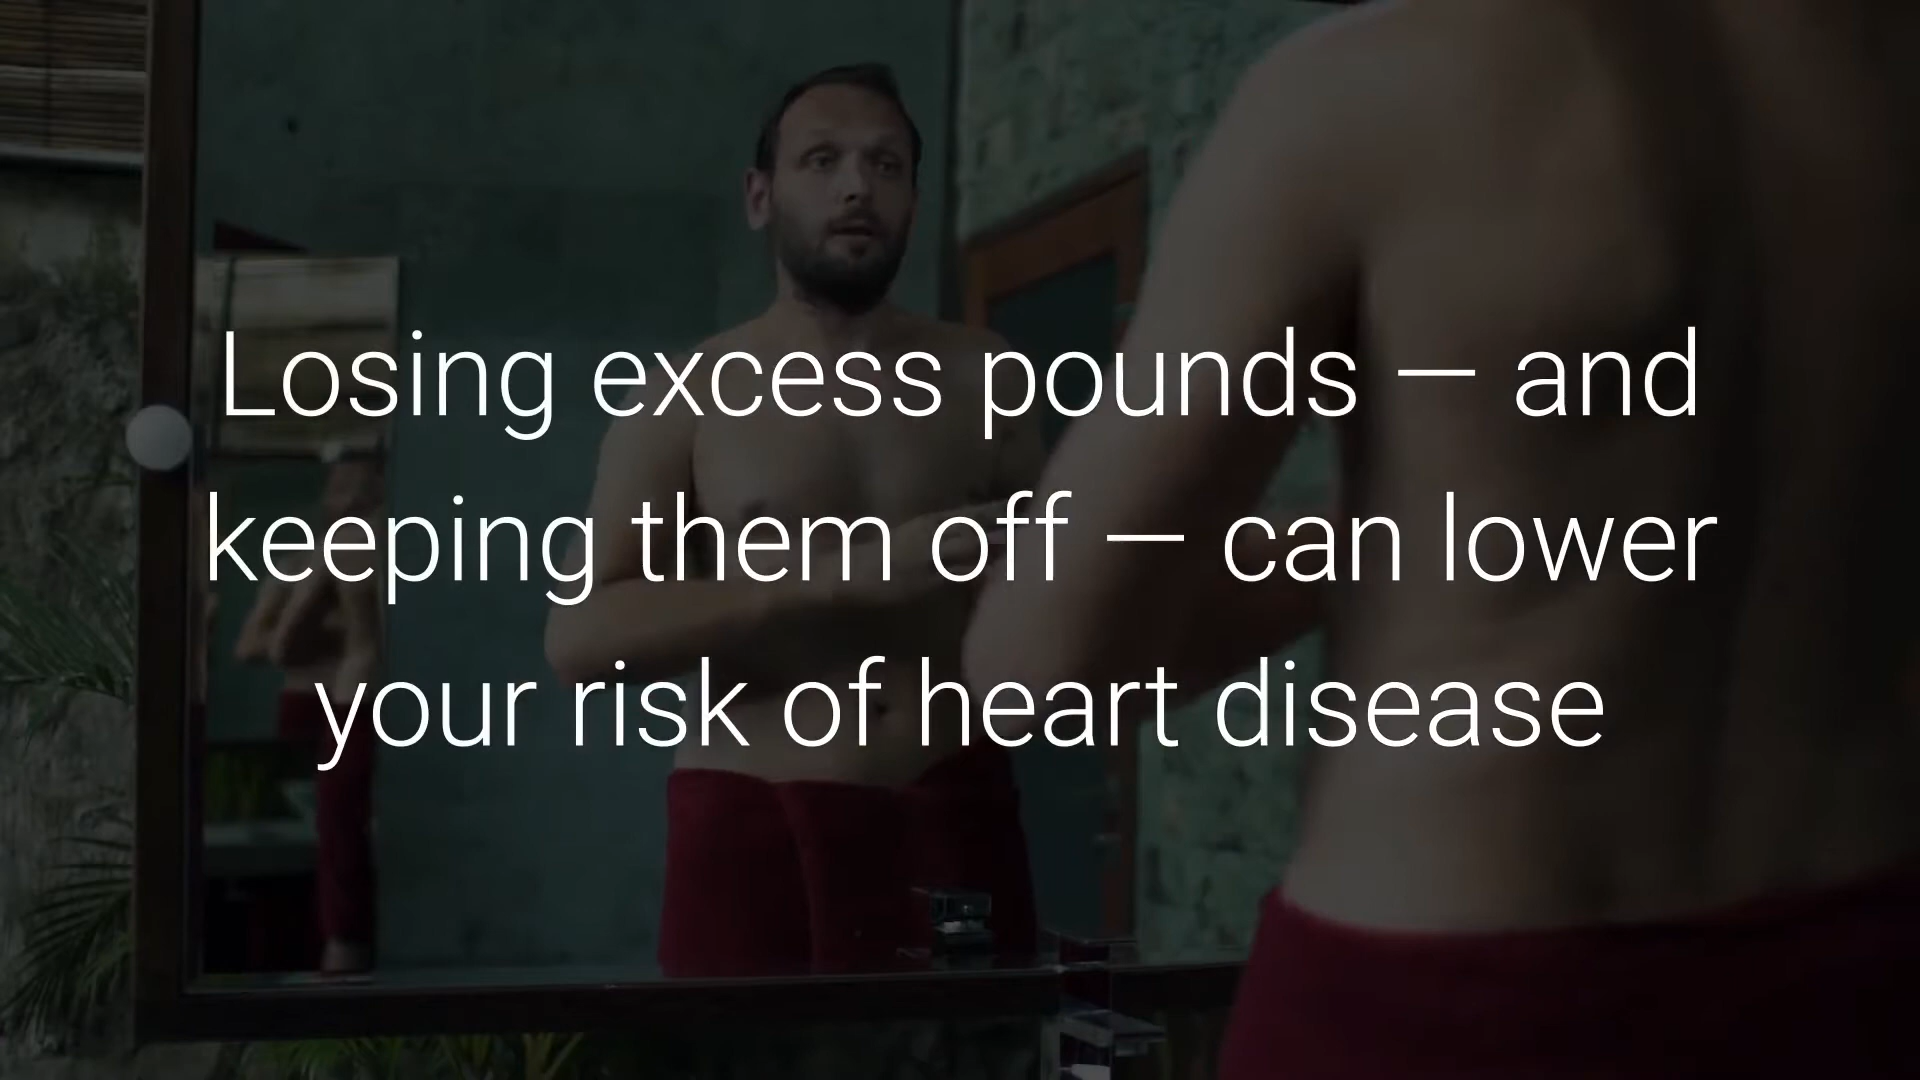 Losing excess pounds – and
keeping them off – can lower
your risk of heart disease